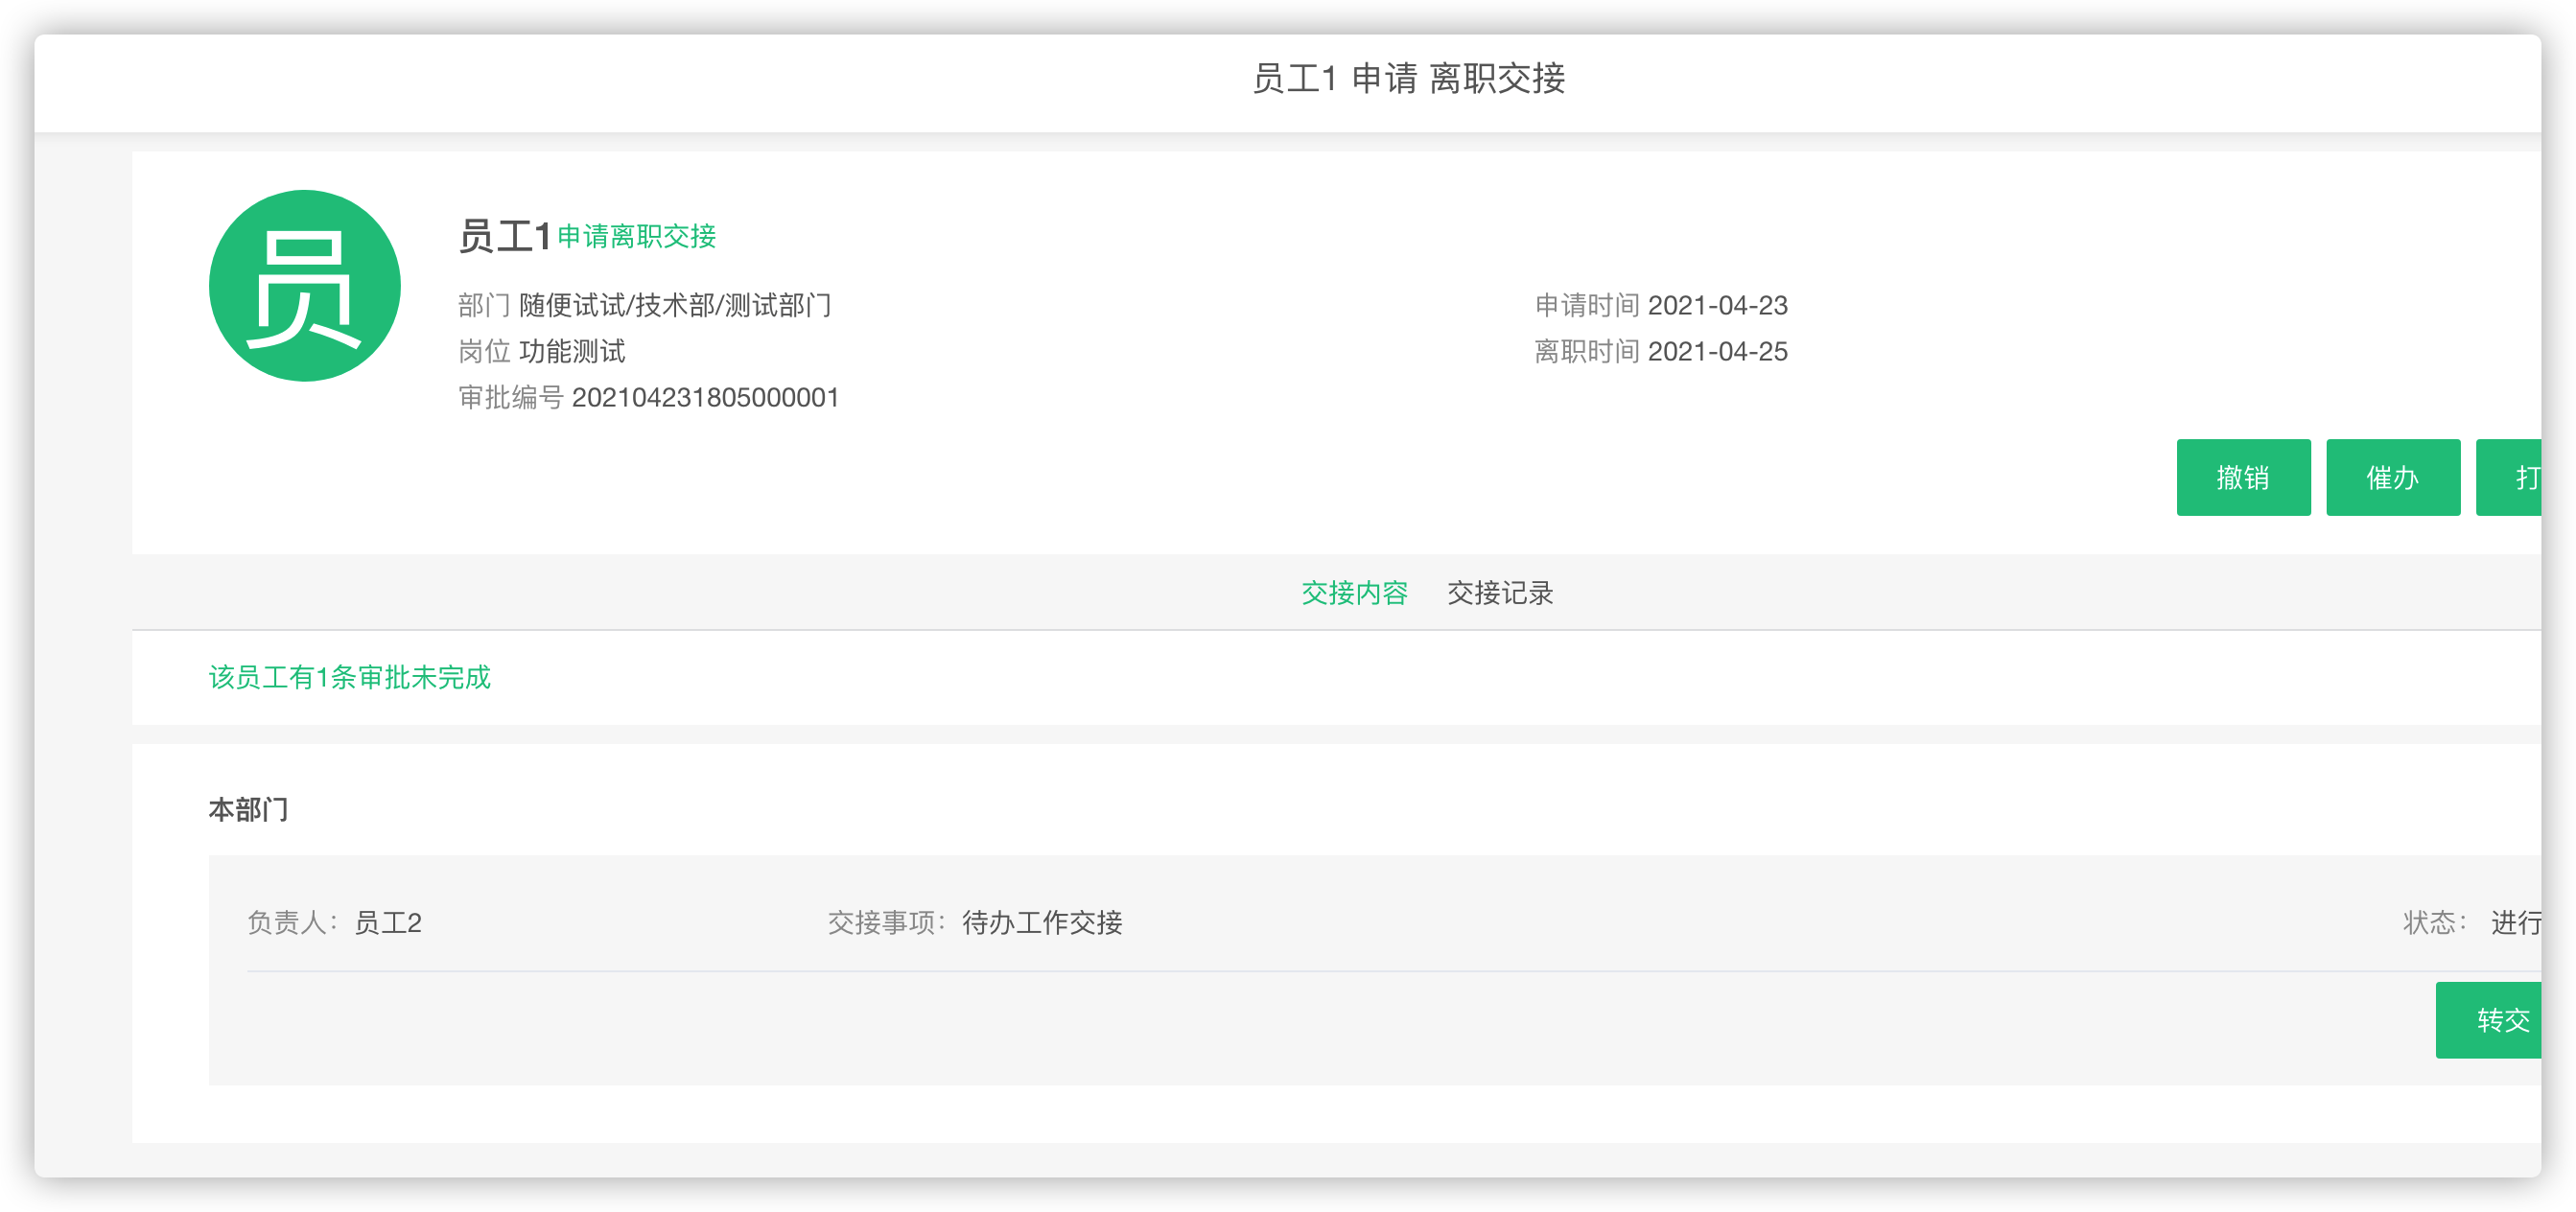 员工1 申请 离职交接
员
员工1申请离职交接
部门 随便试试/技术部/测试部门
申请时间 2021-04-23
岗位 功能测试
离职时间 2021-04-25
审批编号 202104231805000001
撤销 催办 打
交接内容 交接记录
该员工有1条审批未完成
本部门
负责人：员工2 交接事项：待办工作交接 状态： 进行
转交